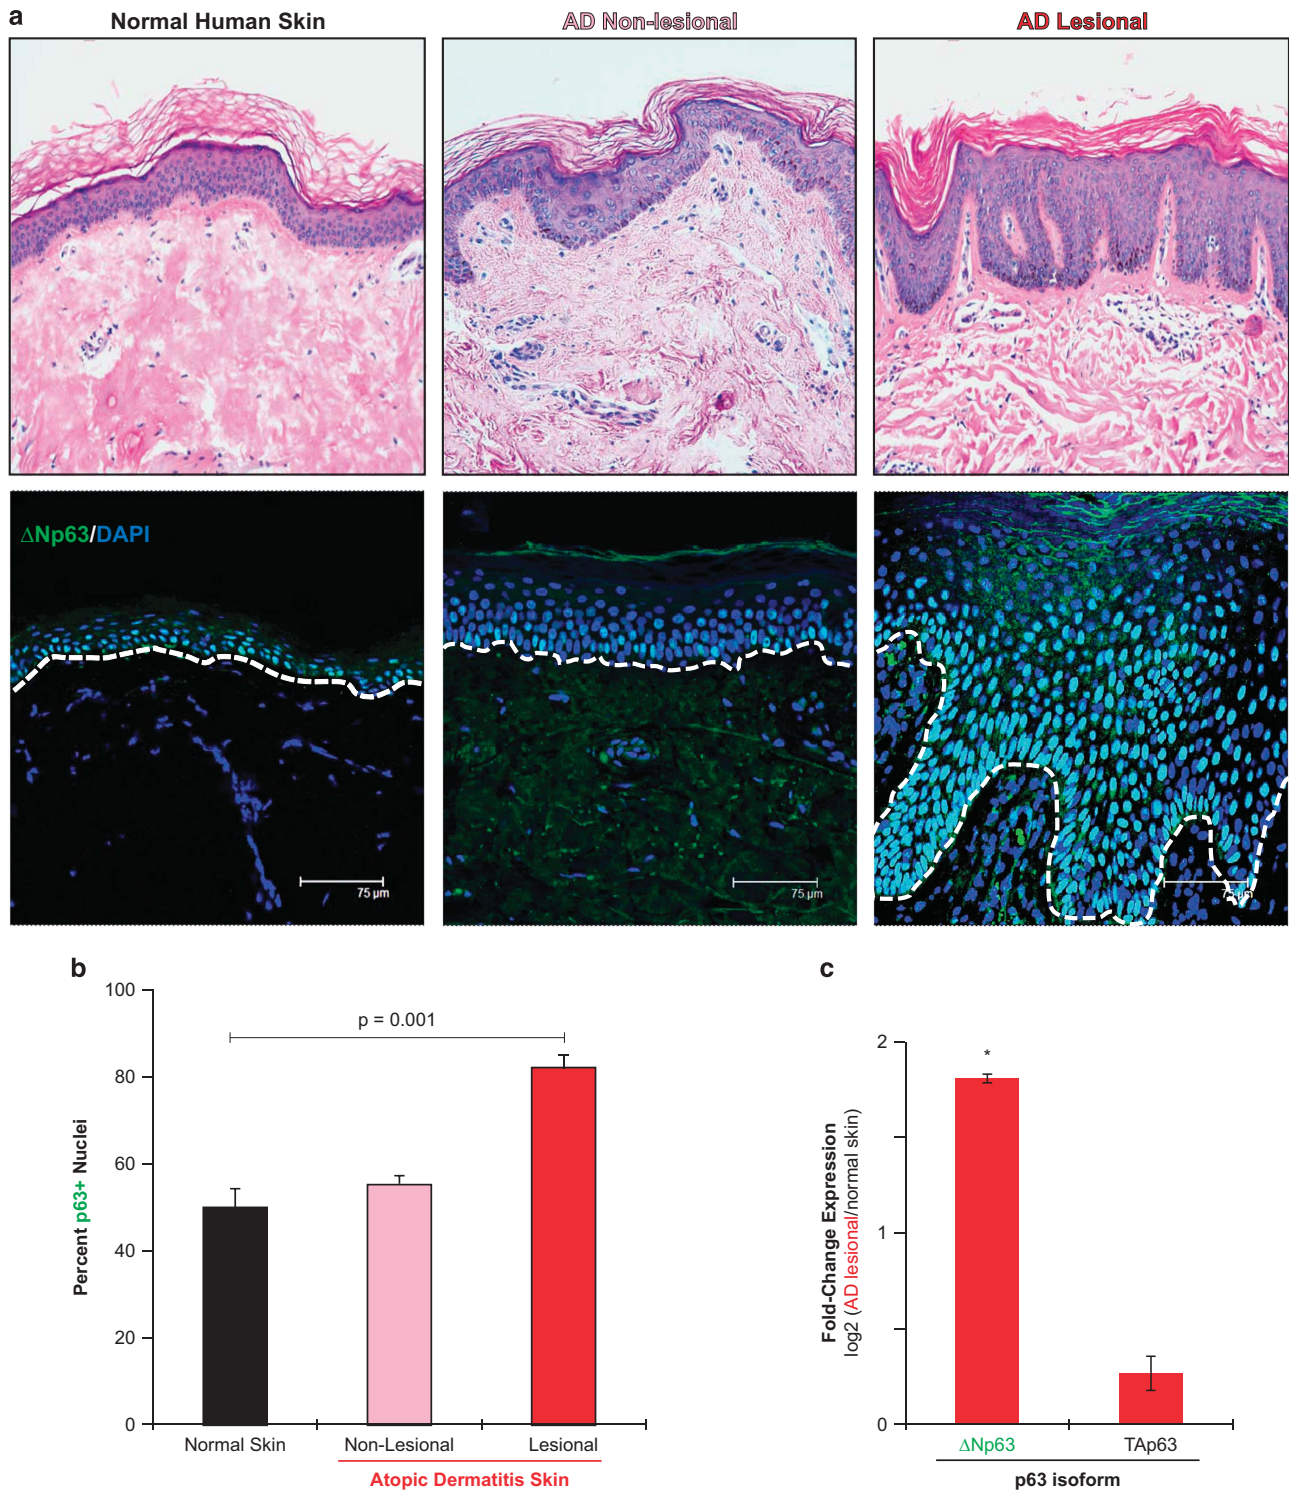 a
Normal Human Skin
AD Non-lesional
AD Lesional
ΔNp63/DAPI
75 µm
75 µm
75 µm
b
100
80
60
40
20
0
Percent p63+ Nuclei
p = 0.001
Normal Skin
Non-Lesional
Lesional
Atopic Dermatitis Skin
c
2
1
0
Fold-Change Expression
log2 (AD lesional/normal skin)
*
ΔNp63
TAp63
p63 isoform